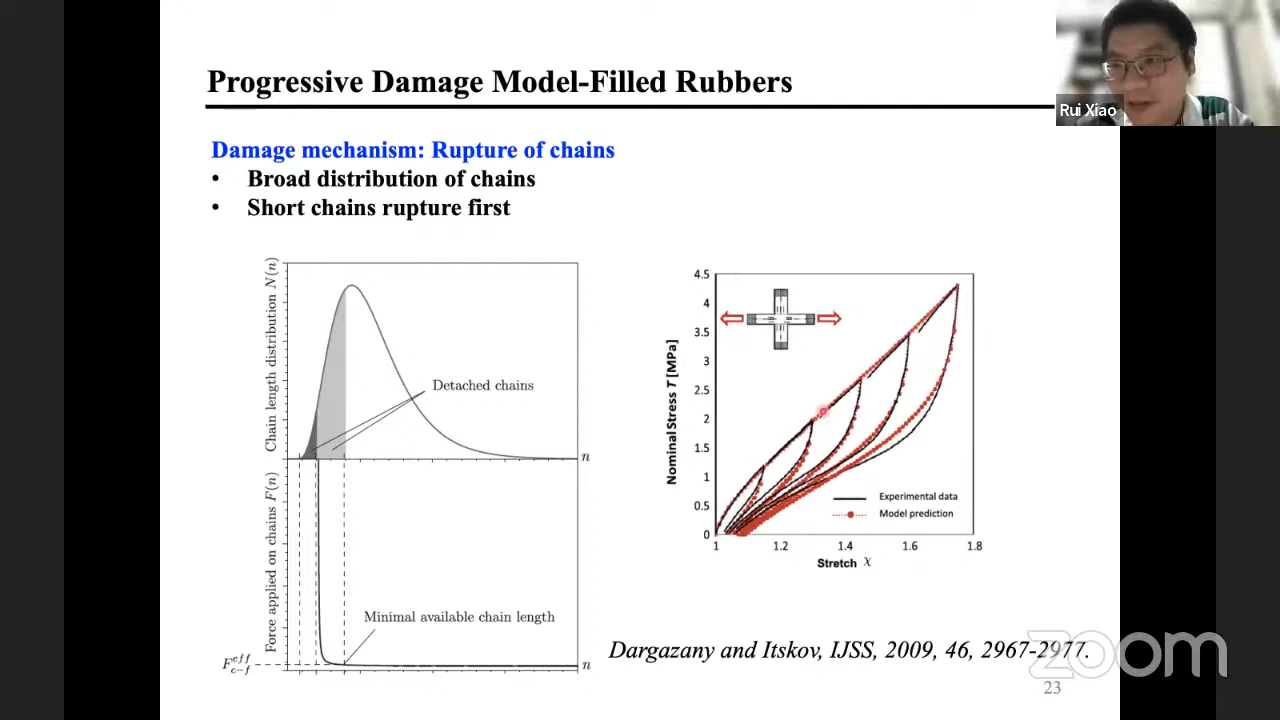 Progressive Damage Model-Filled Rubbers
Rui Xiao
Damage mechanism: Rupture of chains
• Broad distribution of chains
• Short chains rupture first
Chain length distribution N(n)
Detached chains
n
Force applied on chains F(n)
Minimal available chain length
F_{c-f}^{eff}
n
Nominal Stress T [MPa]
4.5
4
3.5
3
2.5
2
1.5
1
0.5
0
1
1.2
1.4
1.6
1.8
Experimental data
Model prediction
Stretch χ
Dargazany and Itskov, IJSS, 2009, 46, 2967-2977.
zoom
23